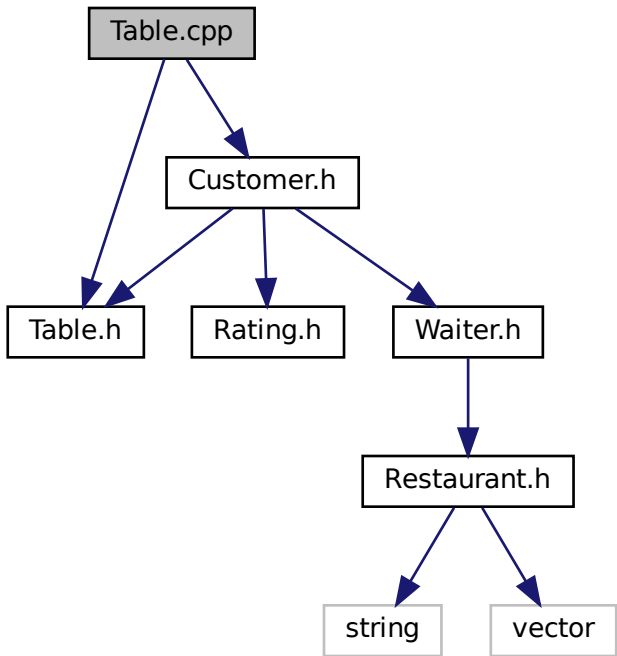 Table.cpp
Customer.h
Table.h
Rating.h
Waiter.h
Restaurant.h
string
vector